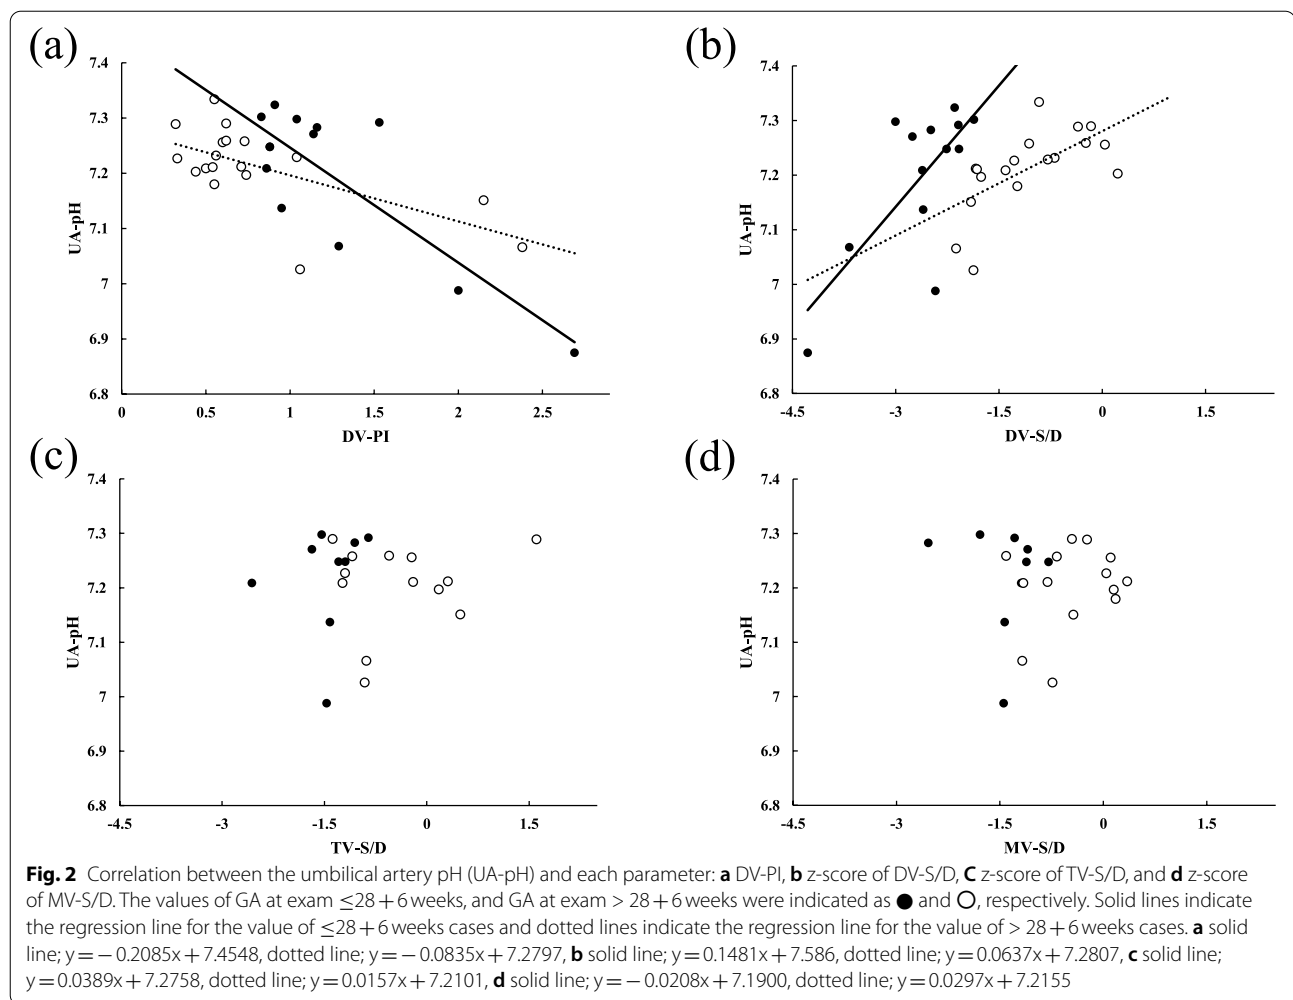 (a)
7.4
7.3
7.2
7.1
7
6.9
6.8
UA-pH
0 0.5 1 1.5 2 2.5
DV-PI
(b)
7.4
7.3
7.2
7.1
7
6.9
6.8
UA-pH
-4.5 -3 -1.5 0 1.5
DV-S/D
(c)
7.4
7.3
7.2
7.1
7
6.9
6.8
UA-pH
-4.5 -3 -1.5 0 1.5
TV-S/D
(d)
7.4
7.3
7.2
7.1
7
6.9
6.8
UA-pH
-4.5 -3 -1.5 0 1.5
MV-S/D
Fig. 2 Correlation between the umbilical artery pH (UA-pH) and each parameter: a DV-PI, b z-score of DV-S/D, C z-score of TV-S/D, and d z-score
of MV-S/D. The values of GA at exam ≤28 + 6 weeks, and GA at exam > 28 + 6 weeks were indicated as ● and ○, respectively. Solid lines indicate
the regression line for the value of ≤28 + 6 weeks cases and dotted lines indicate the regression line for the value of > 28 + 6 weeks cases. a solid
line; y = − 0.2085x + 7.4548, dotted line; y = − 0.0835x + 7.2797, b solid line; y = 0.1481x + 7.586, dotted line; y = 0.0637x + 7.2807, c solid line;
y = 0.0389x + 7.2758, dotted line; y = 0.0157x + 7.2101, d solid line; y = − 0.0208x + 7.1900, dotted line; y = 0.0297x + 7.2155